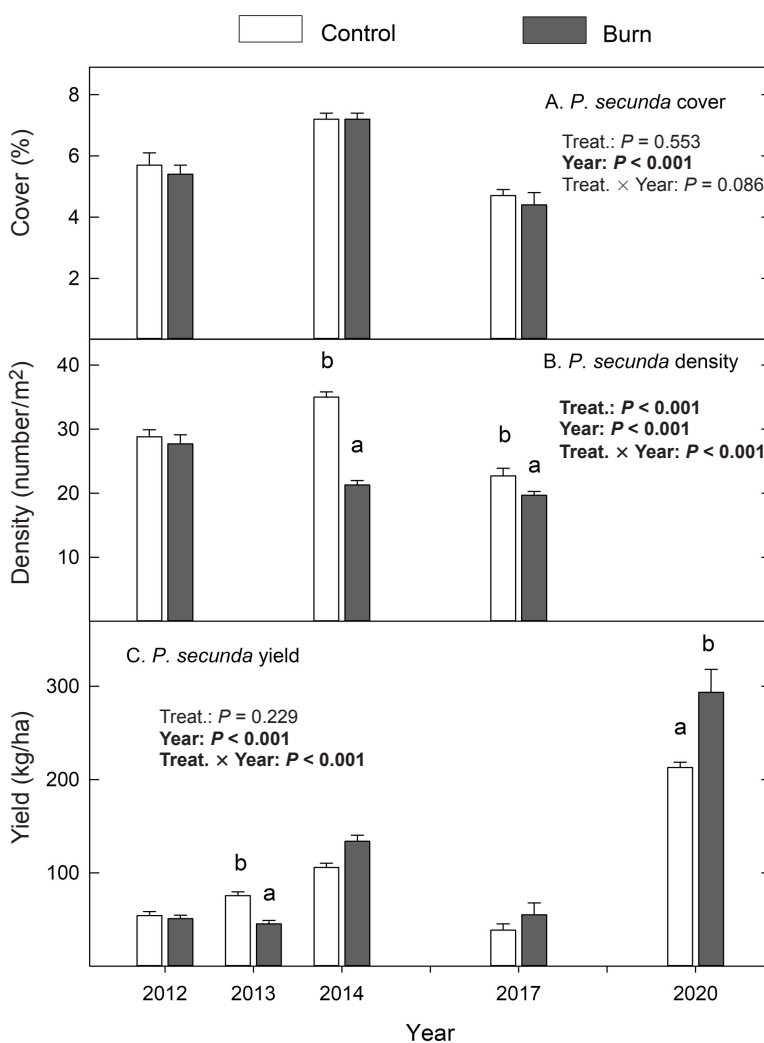 Control Burn
A. P. secunda cover
Treat.: P = 0.553
Year: P < 0.001
Treat. × Year: P = 0.086
Cover (%)
8
6
4
2
B. P. secunda density
Treat.: P < 0.001
Year: P < 0.001
Treat. × Year: P < 0.001
Density (number/m²)
40
30
20
10
b
a
b
a
C. P. secunda yield
Treat.: P = 0.229
Year: P < 0.001
Treat. × Year: P < 0.001
Yield (kg/ha)
300
200
100
b
a
a
b
2012 2013 2014 2017 2020
Year